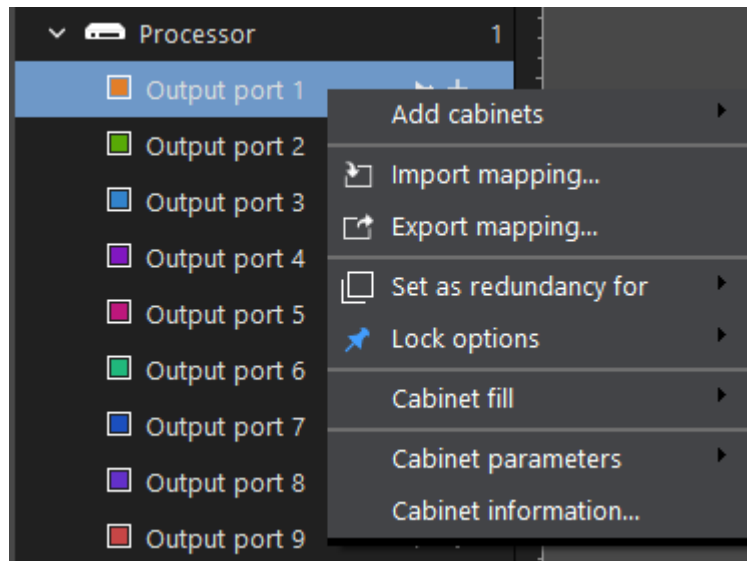 Processor 1
Output port 1
Output port 2
Output port 3
Output port 4
Output port 5
Output port 6
Output port 7
Output port 8
Output port 9
Add cabinets
Import mapping...
Export mapping...
Set as redundancy for
Lock options
Cabinet fill
Cabinet parameters
Cabinet information...